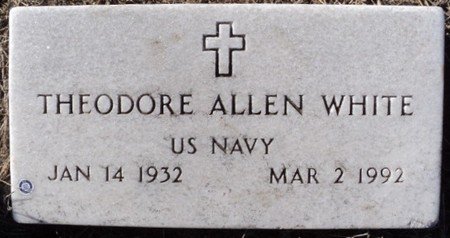 THEODORE ALLEN WHITE
US NAVY
JAN 14 1932 MAR 2 1992